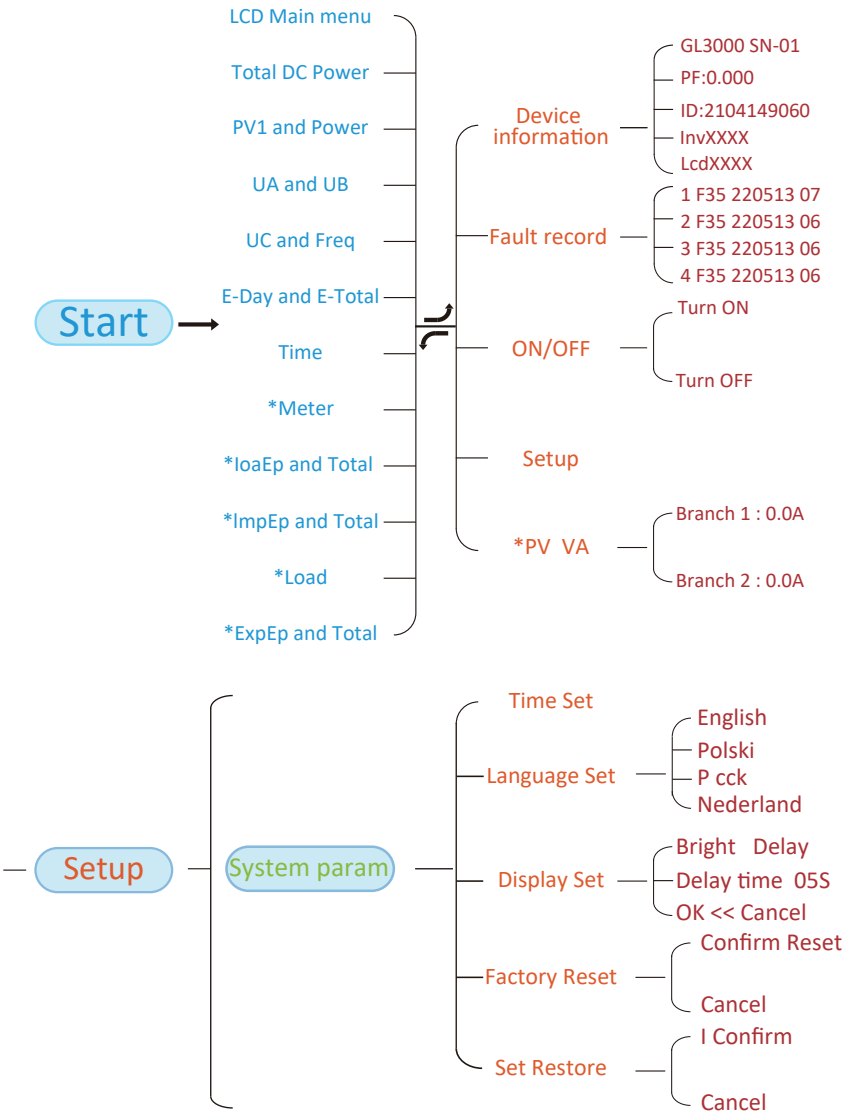 Start
LCD Main menu
Total DC Power
PV1 and Power
UA and UB
UC and Freq
E-Day and E-Total
Time
*Meter
*IoaEp and Total
*ImpEp and Total
*Load
*ExpEp and Total
Device
information
GL3000 SN-01
PF:0.000
ID:2104149060
InvXXXX
LcdXXXX
Fault record
1 F35 220513 07
2 F35 220513 06
3 F35 220513 06
4 F35 220513 06
ON/OFF
Turn ON
Turn OFF
Setup
*PV VA
Branch 1 : 0.0A
Branch 2 : 0.0A
Setup
System param
Time Set
Language Set
English
Polski
P cck
Nederland
Display Set
Bright Delay
Delay time 05S
OK << Cancel
Factory Reset
Confirm Reset
Cancel
Set Restore
I Confirm
Cancel